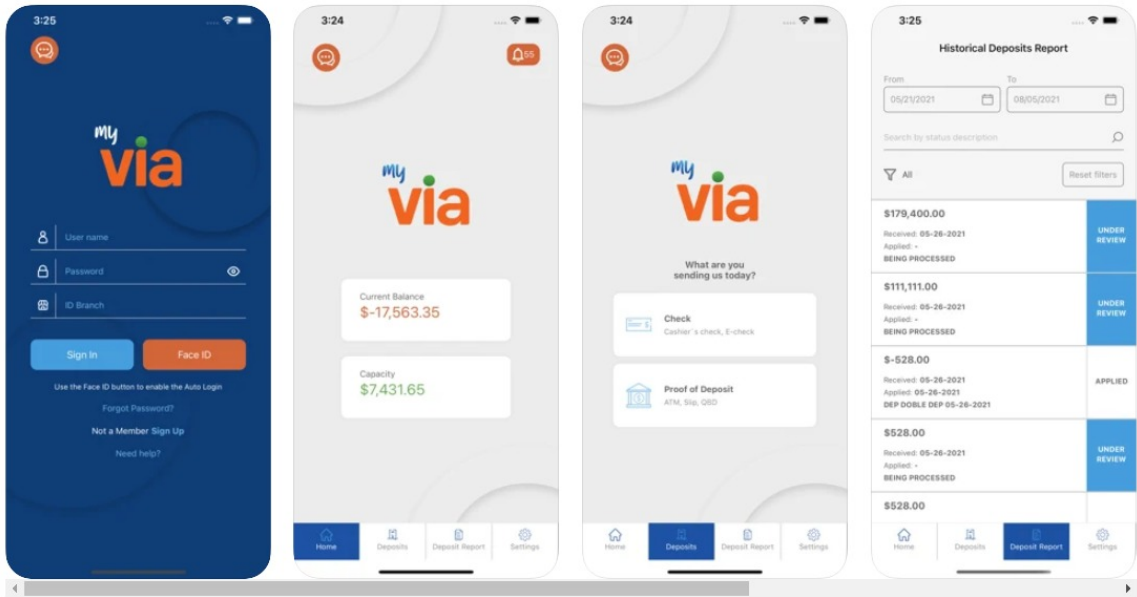 3:25
my
via
User name
Password
ID Branch
Sign In
Face ID
Use the Face ID button to enable the Auto Login
Forgot Password?
Not a Member Sign Up
Need help?
3:24
55
my
via
Current Balance
$-17,563.35
Capacity
$7,431.65
Home
Deposits
Deposit Report
Settings
3:24
my
via
What are you
sending us today?
Check
Cashier´s check, E-check
Proof of Deposit
ATM, Slip, QBD
Home
Deposits
Deposit Report
Settings
3:25
Historical Deposits Report
From
To
05/21/2021
08/05/2021
Search by status description
All
Reset filters
$179,400.00
Received: 05-26-2021
Applied: -
BEING PROCESSED
UNDER
REVIEW
$111,111.00
Received: 05-26-2021
Applied: -
BEING PROCESSED
UNDER
REVIEW
$-528.00
Received: 05-26-2021
Applied: 05-26-2021
DEP DOBLE DEP 05-26-2021
APPLIED
$528.00
Received: 05-26-2021
Applied: -
BEING PROCESSED
UNDER
REVIEW
$528.00
Home
Deposits
Deposit Report
Settings